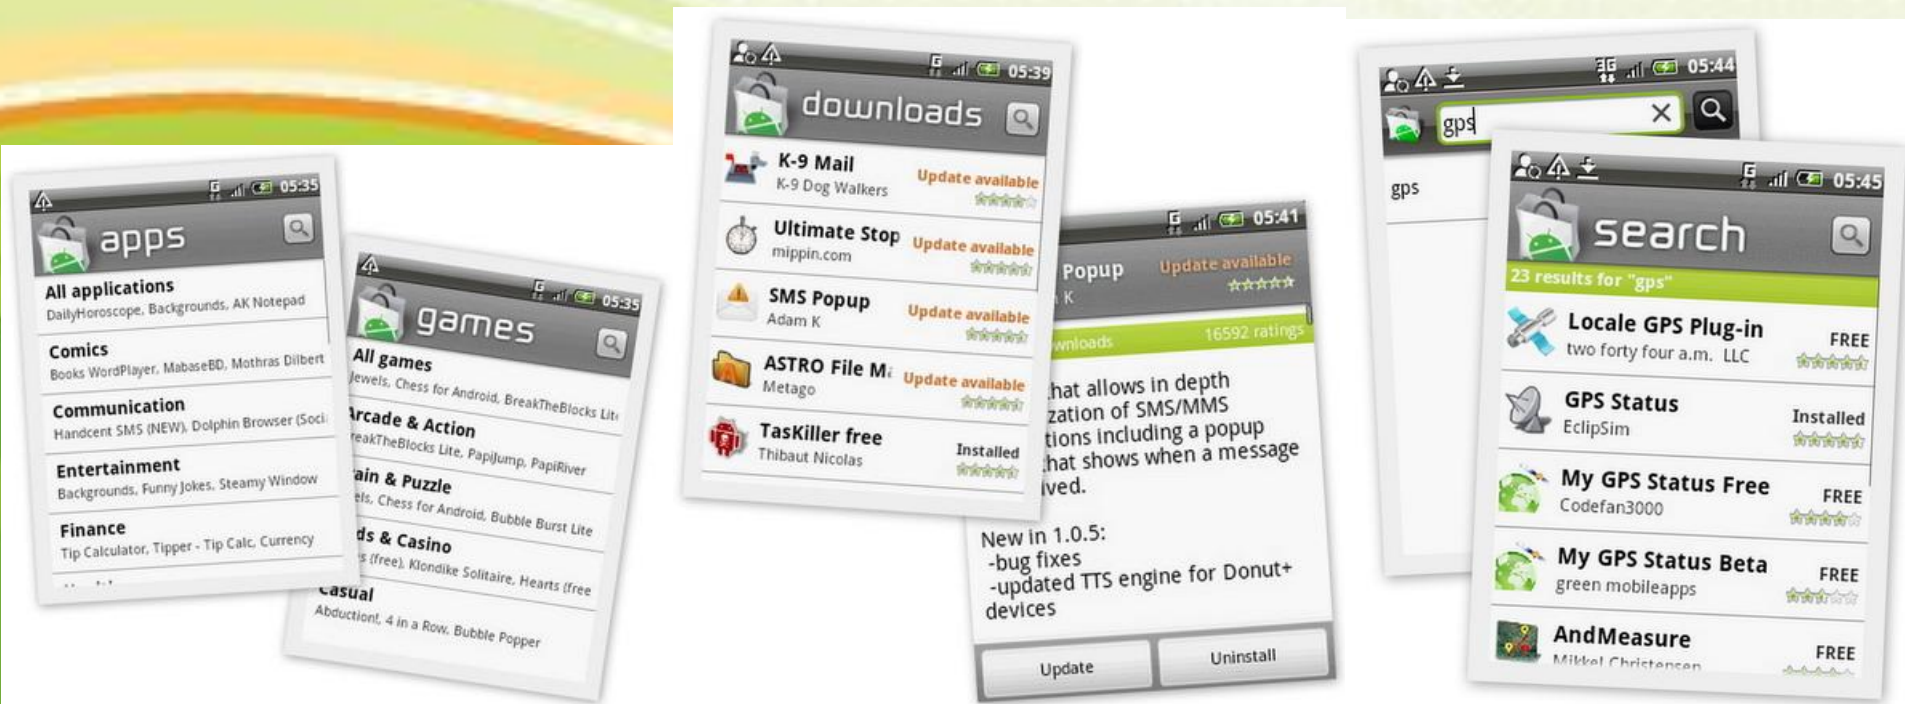 05:35
apps
All applications
DailyHoroscope, Backgrounds, AK Notepad
Comics
Books WordPlayer, MabaseBD, Mothras Dilbert
Communication
Handcent SMS (NEW), Dolphin Browser (Soci
Entertainment
Backgrounds, Funny Jokes, Steamy Window
Finance
Tip Calculator, Tipper - Tip Calc, Currency
05:35
games
All games
Jewels, Chess for Android, BreakTheBlocks Lite
Arcade & Action
reakTheBlocks Lite, PapiJump, PapiRiver
ain & Puzzle
els, Chess for Android, Bubble Burst Lite
ds & Casino
s (free), Klondike Solitaire, Hearts (free
Casual
Abduction!, 4 in a Row, Bubble Popper
G 05:39
downloads
K-9 Mail
K-9 Dog Walkers
Update available
Ultimate Stop
mippin.com
Update available
SMS Popup
Adam K
Update available
ASTRO File Ma
Metago
Update available
TasKiller free
Thibaut Nicolas
Installed
G 05:41
Popup
K
Update available
wnloads 16592 ratings
hat allows in depth
zation of SMS/MMS
tions including a popup
hat shows when a message
ived.
New in 1.0.5:
-bug fixes
-updated TTS engine for Donut+
devices
Update
Uninstall
3G 05:44
gps
gps
G 05:45
search
23 results for "gps"
Locale GPS Plug-in
two forty four a.m. LLC
FREE
GPS Status
EclipSim
Installed
My GPS Status Free
Codefan3000
FREE
My GPS Status Beta
green mobileapps
FREE
AndMeasure
Mikkel Christensen
FREE